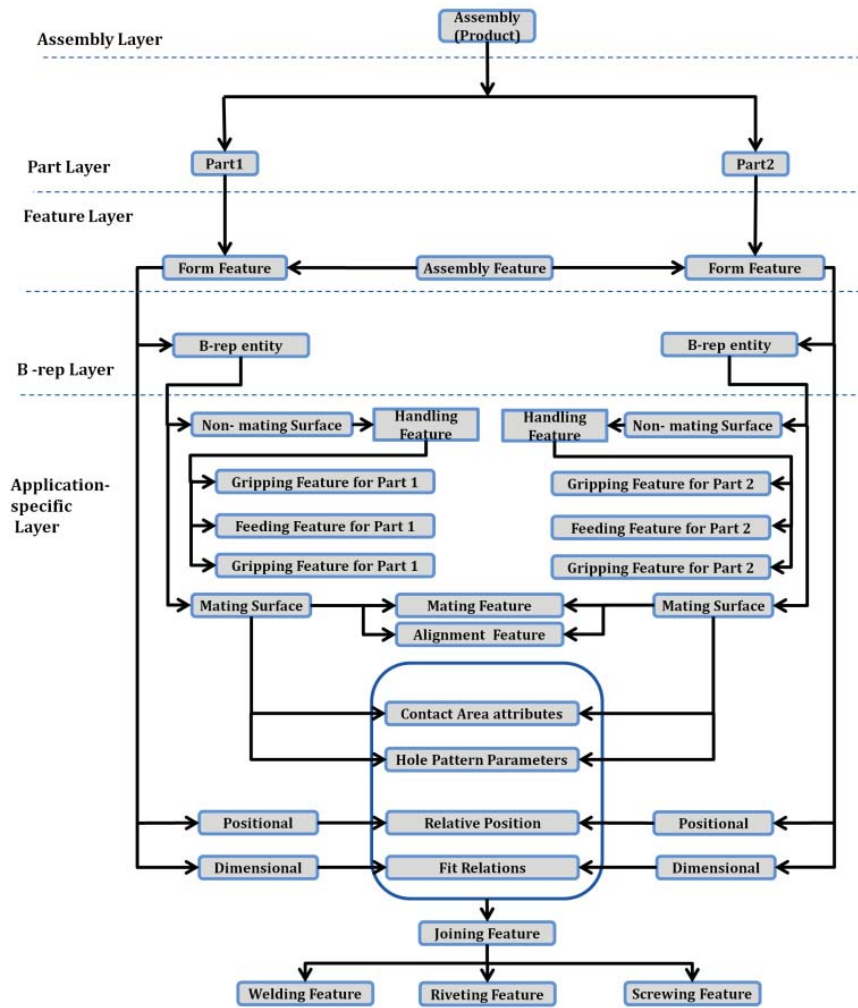 Assembly
(Product)
Assembly Layer
Part Layer
Part1
Part2
Feature Layer
Form Feature
Assembly Feature
Form Feature
B-rep entity
B-rep entity
B -rep Layer
Non- mating Surface
Handling
Feature
Handling
Feature
Non- mating Surface
Application-
specific
Layer
Gripping Feature for Part 1
Gripping Feature for Part 2
Feeding Feature for Part 1
Feeding Feature for Part 2
Gripping Feature for Part 1
Gripping Feature for Part 2
Mating Surface
Mating Feature
Mating Surface
Alignment Feature
Contact Area attributes
Hole Pattern Parameters
Positional
Relative Position
Positional
Dimensional
Fit Relations
Dimensional
Joining Feature
Welding Feature
Riveting Feature
Screwing Feature